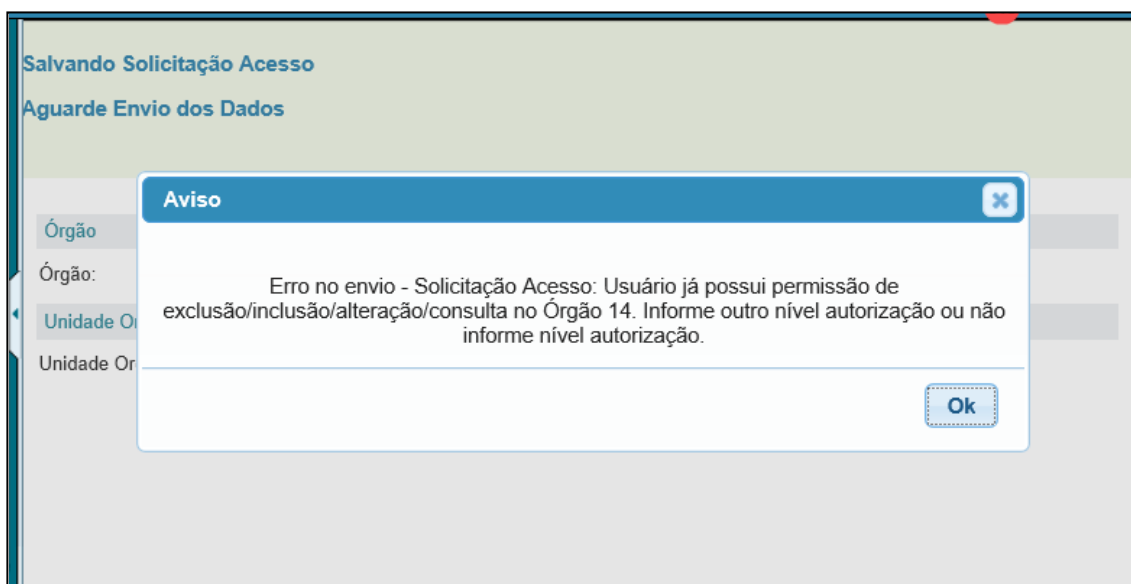 Salvando Solicitação Acesso
Aguarde Envio dos Dados
Aviso
Órgão
Órgão:
Erro no envio - Solicitação Acesso: Usuário já possui permissão de
exclusão/inclusão/alteração/consulta no Órgão 14. Informe outro nível autorização ou não
informe nível autorização.
Unidade
Unidade
Ok